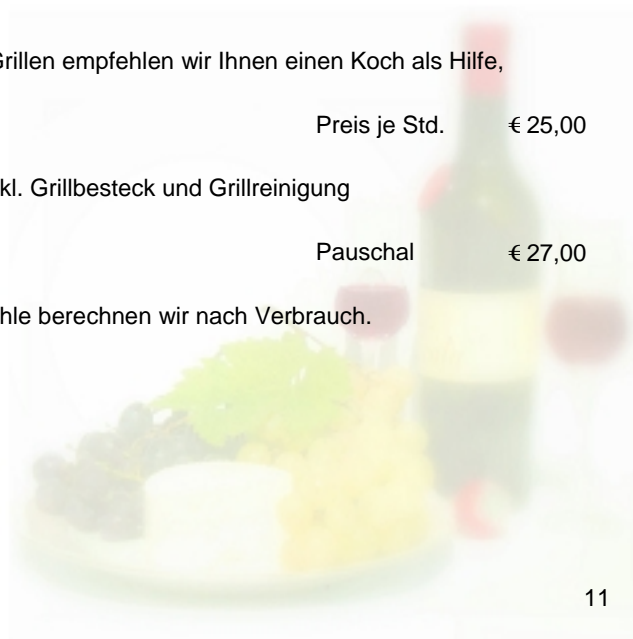 Grillen empfehlen wir Ihnen einen Koch als Hilfe,
Preis je Std. € 25,00
kl. Grillbesteck und Grillreinigung
Pauschal € 27,00
hle berechnen wir nach Verbrauch.
11